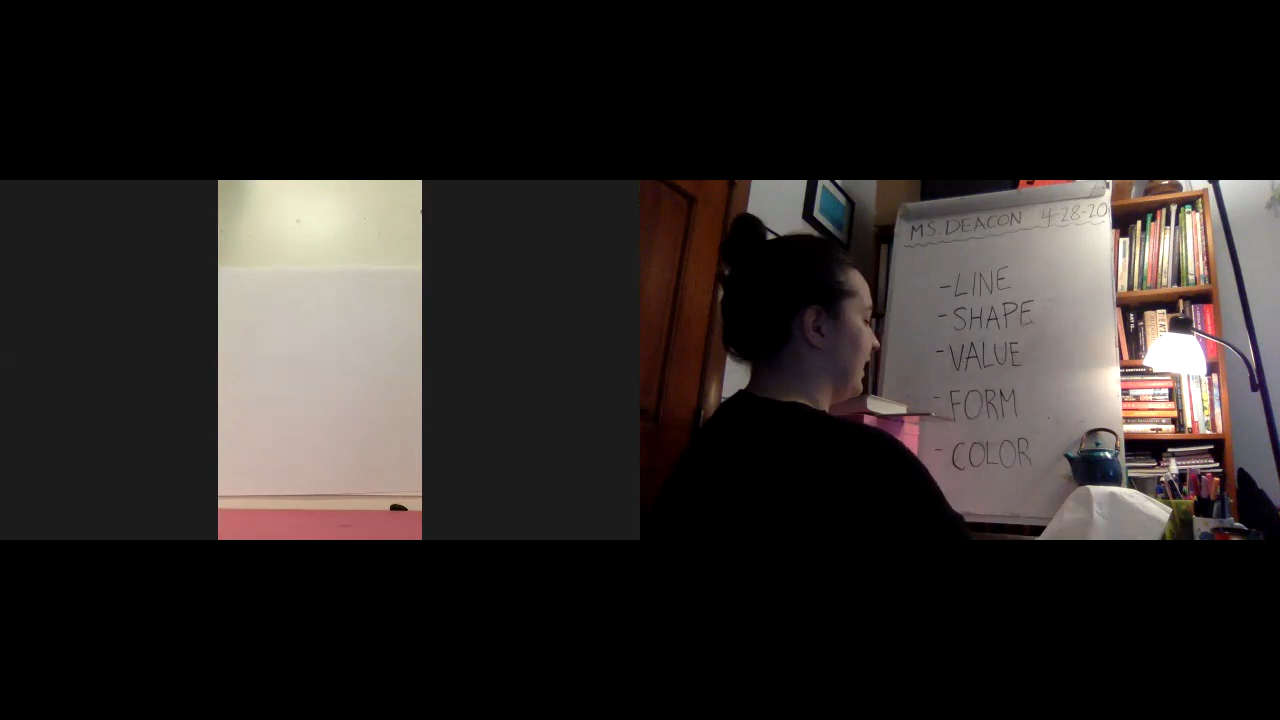 MS. DEACON 4-28-20
- LINE
- SHAPE
- VALUE
- FORM
- COLOR